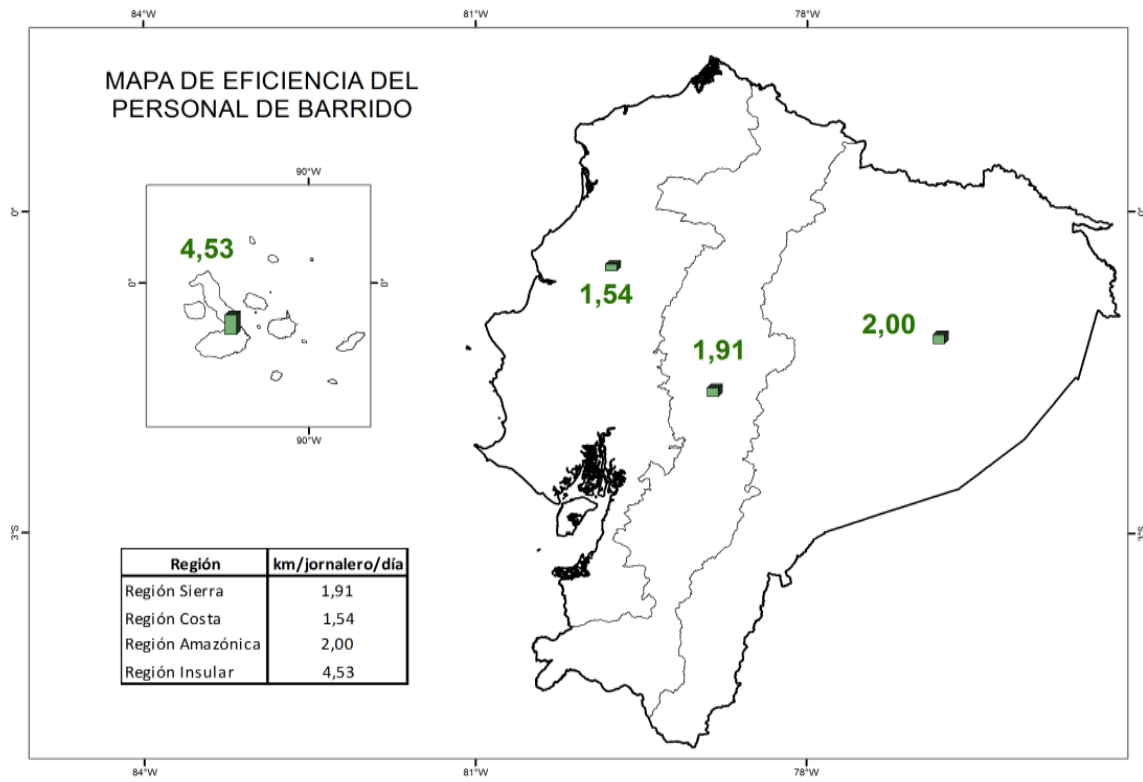 84°W 81°W 78°W
MAPA DE EFICIENCIA DEL
PERSONAL DE BARRIDO
90°W
0° 0°
4,53
0° 0°
1,54
2,00
1,91
90°W
3°S 3°S
Región km/jornalero/día
Región Sierra 1,91
Región Costa 1,54
Región Amazónica 2,00
Región Insular 4,53
84°W 81°W 78°W